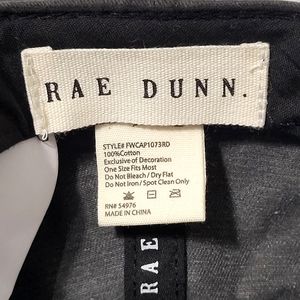 RAE DUNN.
STYLE# FWCAP1073RD
100%Cotton
Exclusive of Decoration
One Size Fits Most
Do Not Bleach / Dry Flat
Do Not Iron / Spot Clean Only
RN# 54976
MADE IN CHINA
RAE